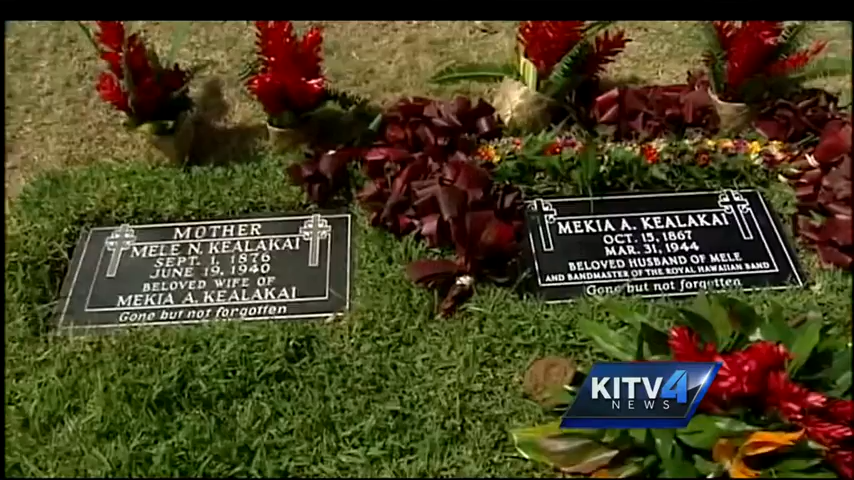 MOTHER
MELE N. KEALAKAI
SEPT. 1, 1876
JUNE 19, 1940
BELOVED WIFE OF
MEKIA A. KEALAKAI
Gone but not forgotten
MEKIA A. KEALAKAI
OCT. 15, 1867
MAR. 31, 1944
BELOVED HUSBAND OF MELE
AND BANDMASTER OF THE ROYAL HAWAIIAN BAND
Gone but not forgotten
KITV4
NEWS